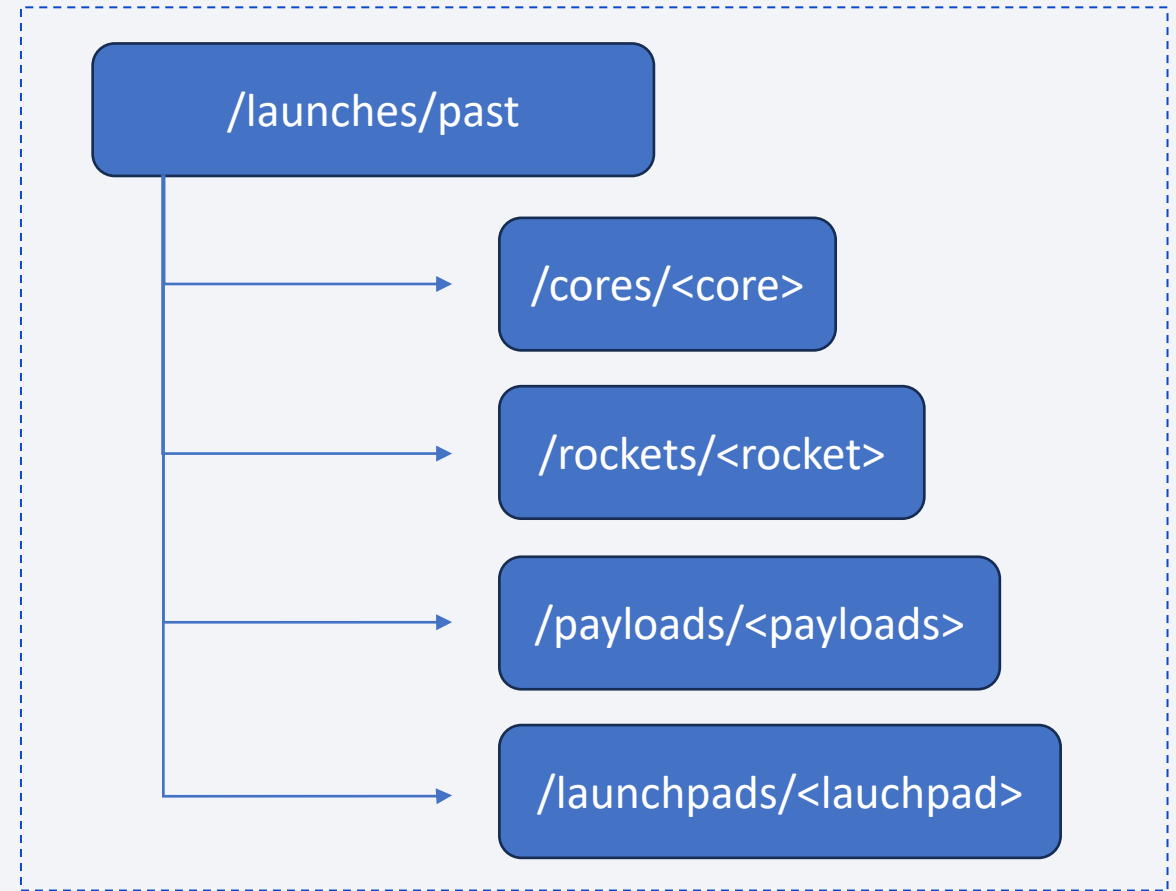 /launches/past
/cores/<core>
/rockets/<rocket>
/payloads/<payloads>
/launchpads/<lauchpad>